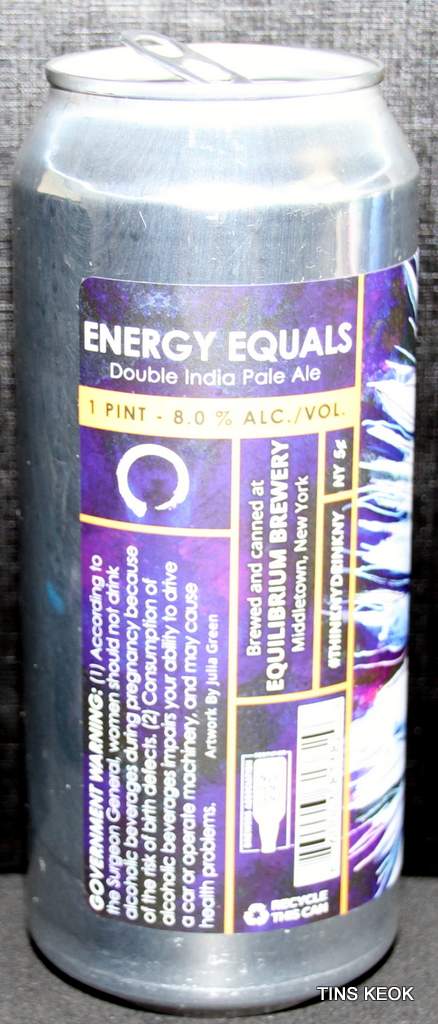 ENERGY EQUALS
Double India Pale Ale
1 PINT - 8.0 % ALC./VOL.
GOVERNMENT WARNING: (1) According to
the Surgeon General, women should not drink
alcoholic beverages during pregnancy because
of the risk of birth defects. (2) Consumption of
alcoholic beverages impairs your ability to drive
a car or operate machinery, and may cause
health problems.
Artwork By Julia Green
Brewed and canned at
EQUILIBRIUM BREWERY
Middletown, New York
#THINKNYDRINKNY
NY 5¢
RECYCLE
THIS CAN
TINS KEOK